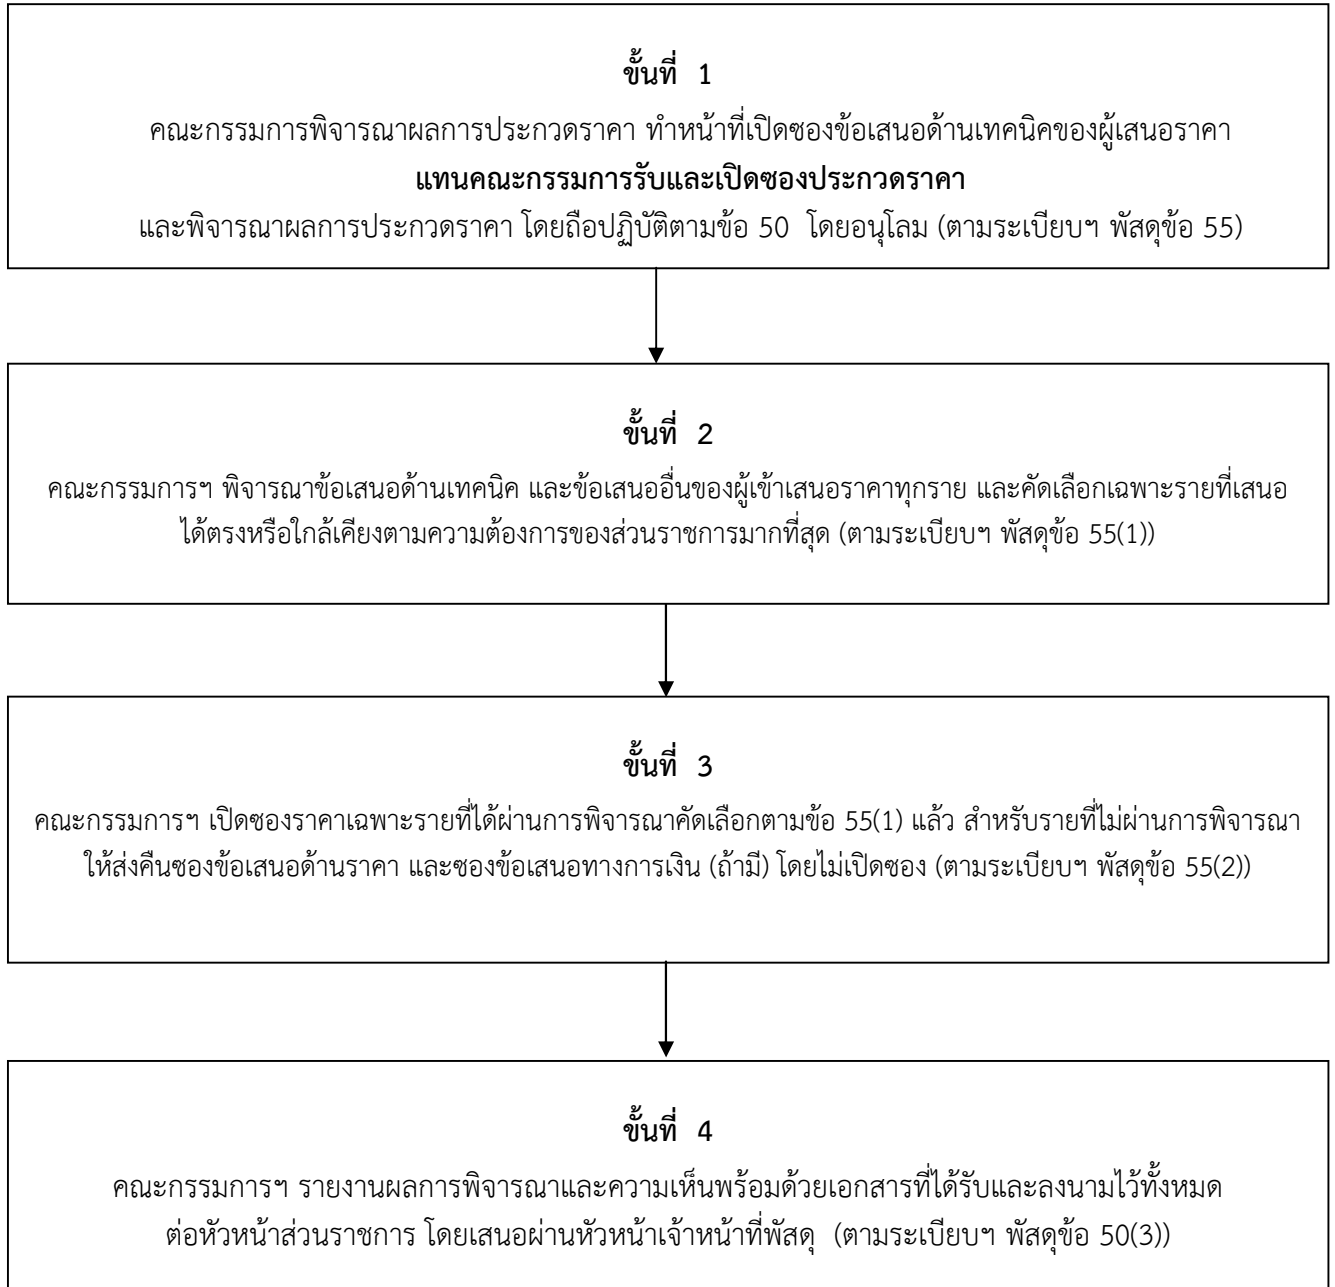 ขั้นที่ 1
คณะกรรมการพิจารณาผลการประกวดราคา ทำหน้าที่เปิดซองข้อเสนอด้านเทคนิคของผู้เสนอราคา
แทนคณะกรรมการรับและเปิดซองประกวดราคา
และพิจารณาผลการประกวดราคา โดยถือปฏิบัติตามข้อ 50 โดยอนุโลม (ตามระเบียบฯ พัสดุข้อ 55)
ขั้นที่ 2
คณะกรรมการฯ พิจารณาข้อเสนอด้านเทคนิค และข้อเสนออื่นของผู้เข้าเสนอราคาทุกราย และคัดเลือกเฉพาะรายที่เสนอ
ได้ตรงหรือใกล้เคียงตามความต้องการของส่วนราชการมากที่สุด (ตามระเบียบฯ พัสดุข้อ 55(1))
ขั้นที่ 3
คณะกรรมการฯ เปิดซองราคาเฉพาะรายที่ได้ผ่านการพิจารณาคัดเลือกตามข้อ 55(1) แล้ว สำหรับรายที่ไม่ผ่านการพิจารณา
ให้ส่งคืนซองข้อเสนอด้านราคา และซองข้อเสนอทางการเงิน (ถ้ามี) โดยไม่เปิดซอง (ตามระเบียบฯ พัสดุข้อ 55(2))
ขั้นที่ 4
คณะกรรมการฯ รายงานผลการพิจารณาและความเห็นพร้อมด้วยเอกสารที่ได้รับและลงนามไว้ทั้งหมด
ต่อหัวหน้าส่วนราชการ โดยเสนอผ่านหัวหน้าเจ้าหน้าที่พัสดุ (ตามระเบียบฯ พัสดุข้อ 50(3))